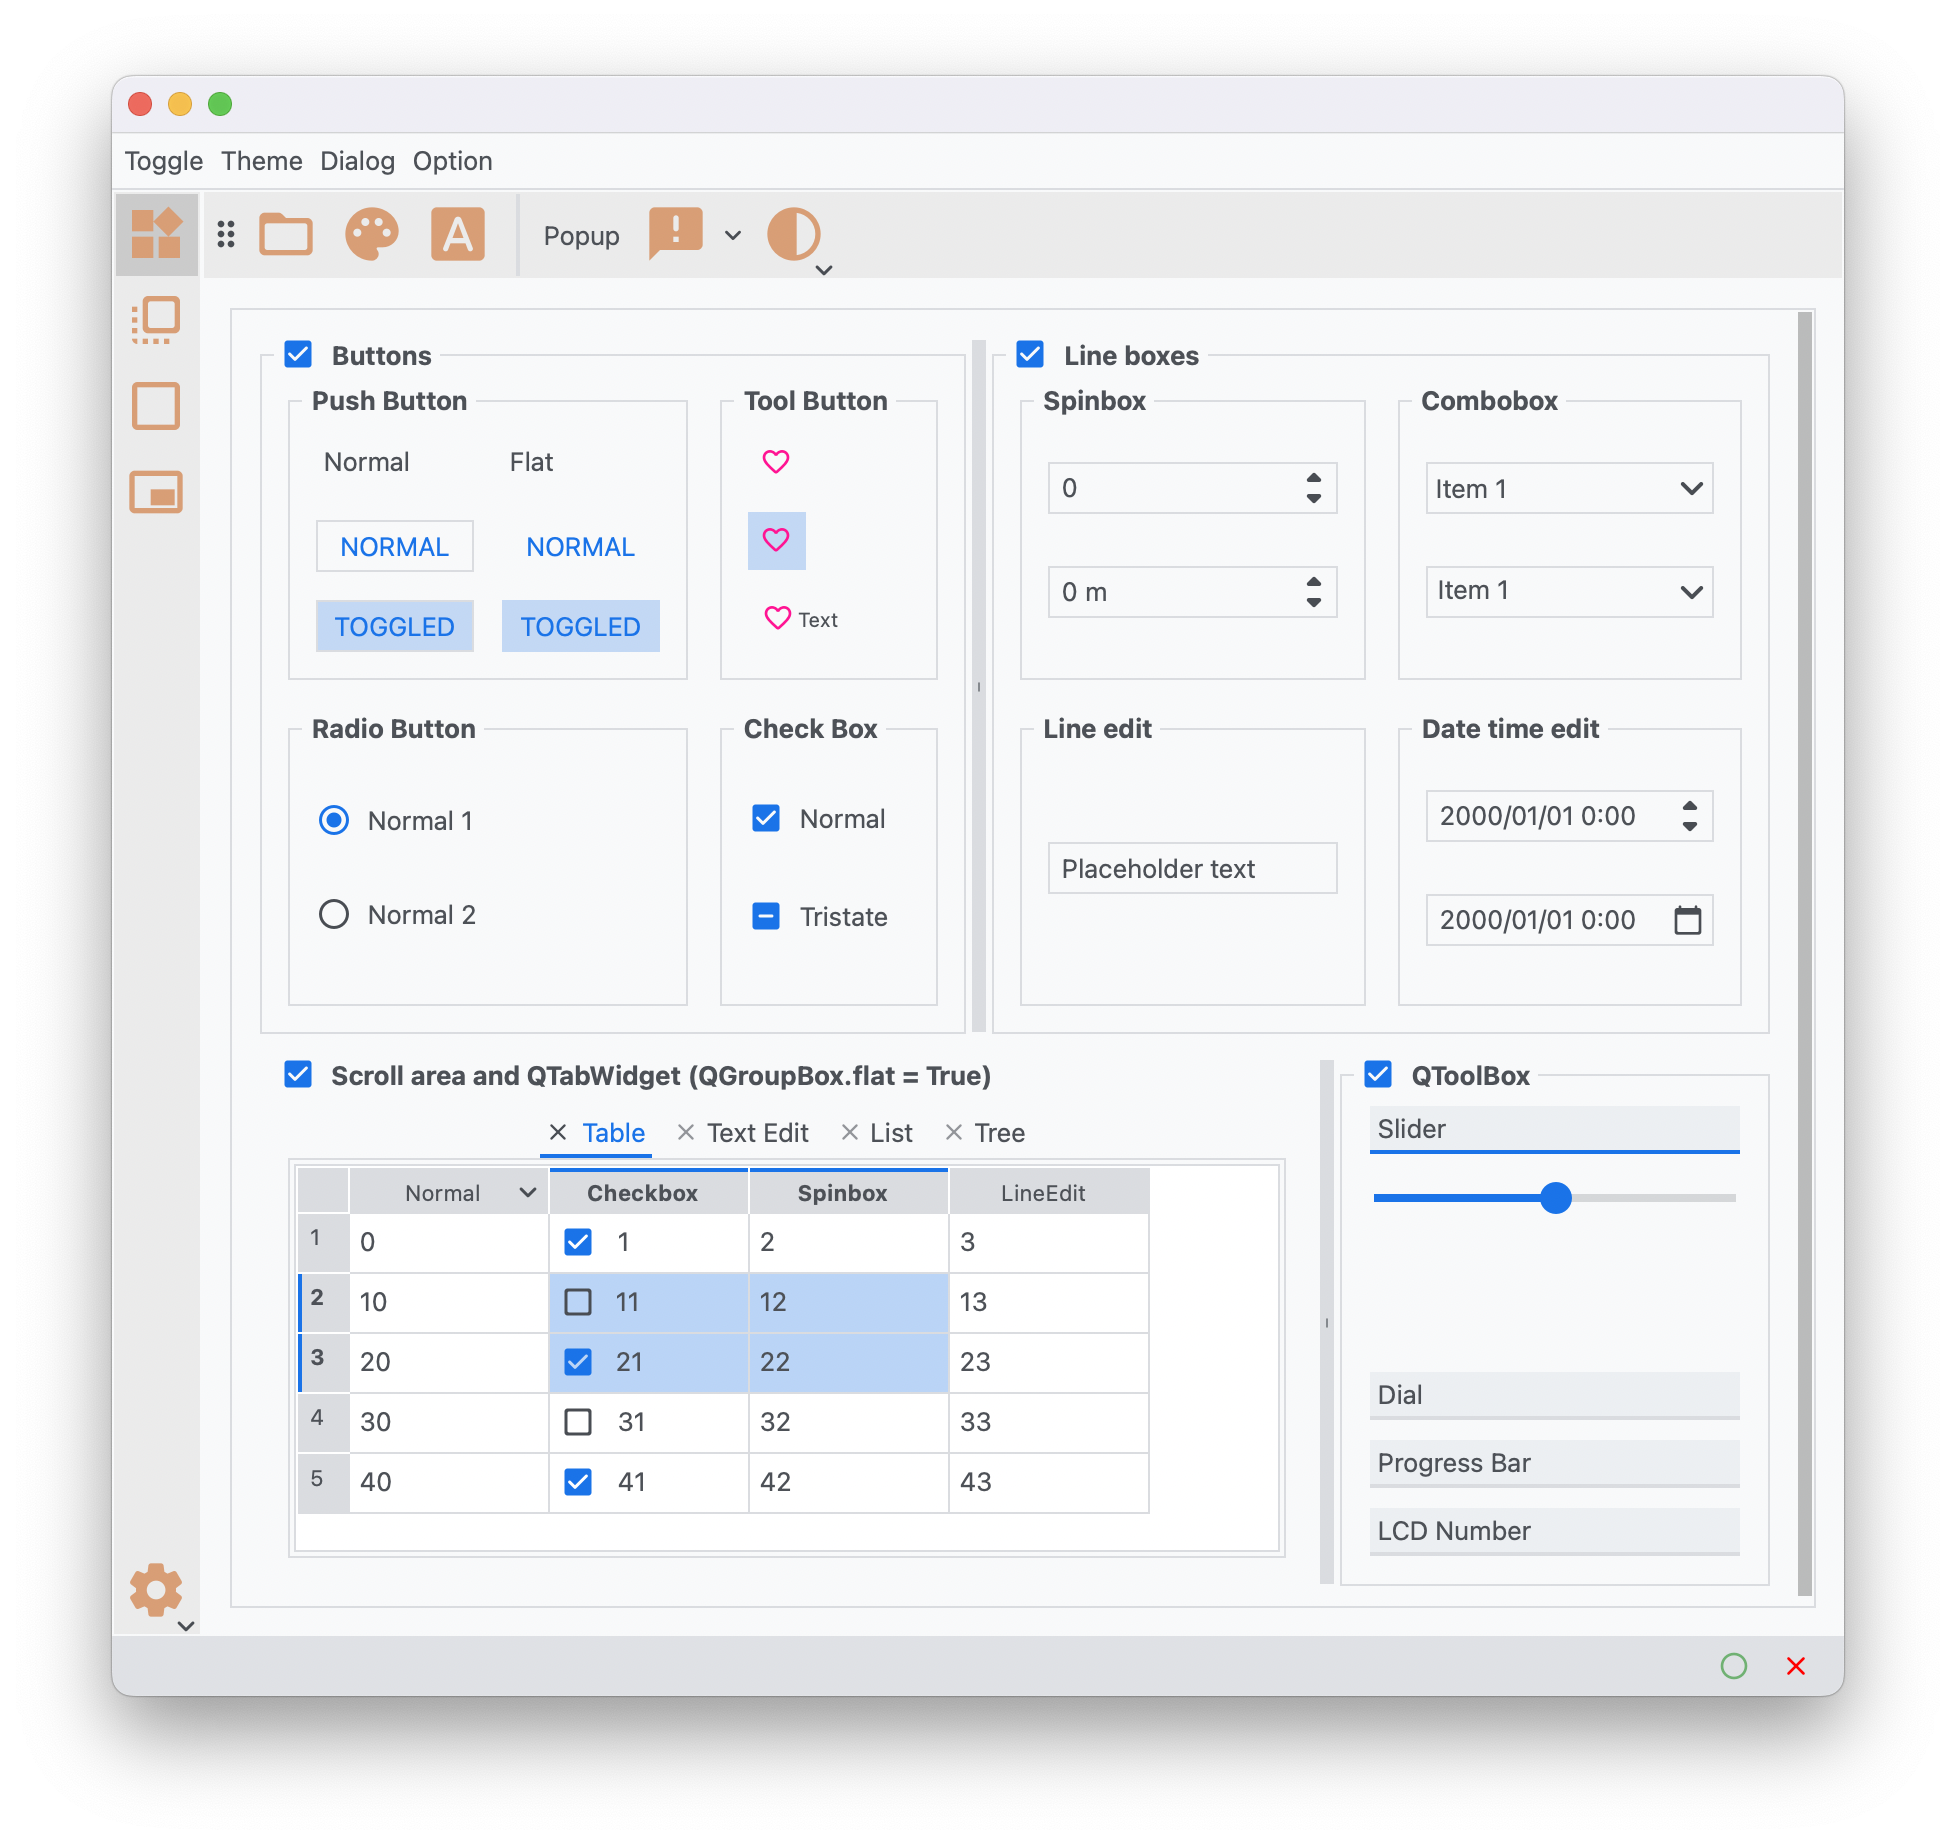 Toggle Theme Dialog Option
Popup
Buttons
Push Button
Normal Flat
NORMAL NORMAL
TOGGLED TOGGLED
Tool Button
Text
Radio Button
Normal 1
Normal 2
Check Box
Normal
Tristate
Line boxes
Spinbox
0
0 m
Combobox
Item 1
Item 1
Line edit
Placeholder text
Date time edit
2000/01/01 0:00
2000/01/01 0:00
Scroll area and QTabWidget (QGroupBox.flat = True)
Table Text Edit List Tree
Normal Checkbox Spinbox LineEdit
1 0 1 2 3
2 10 11 12 13
3 20 21 22 23
4 30 31 32 33
5 40 41 42 43
QToolBox
Slider
Dial
Progress Bar
LCD Number